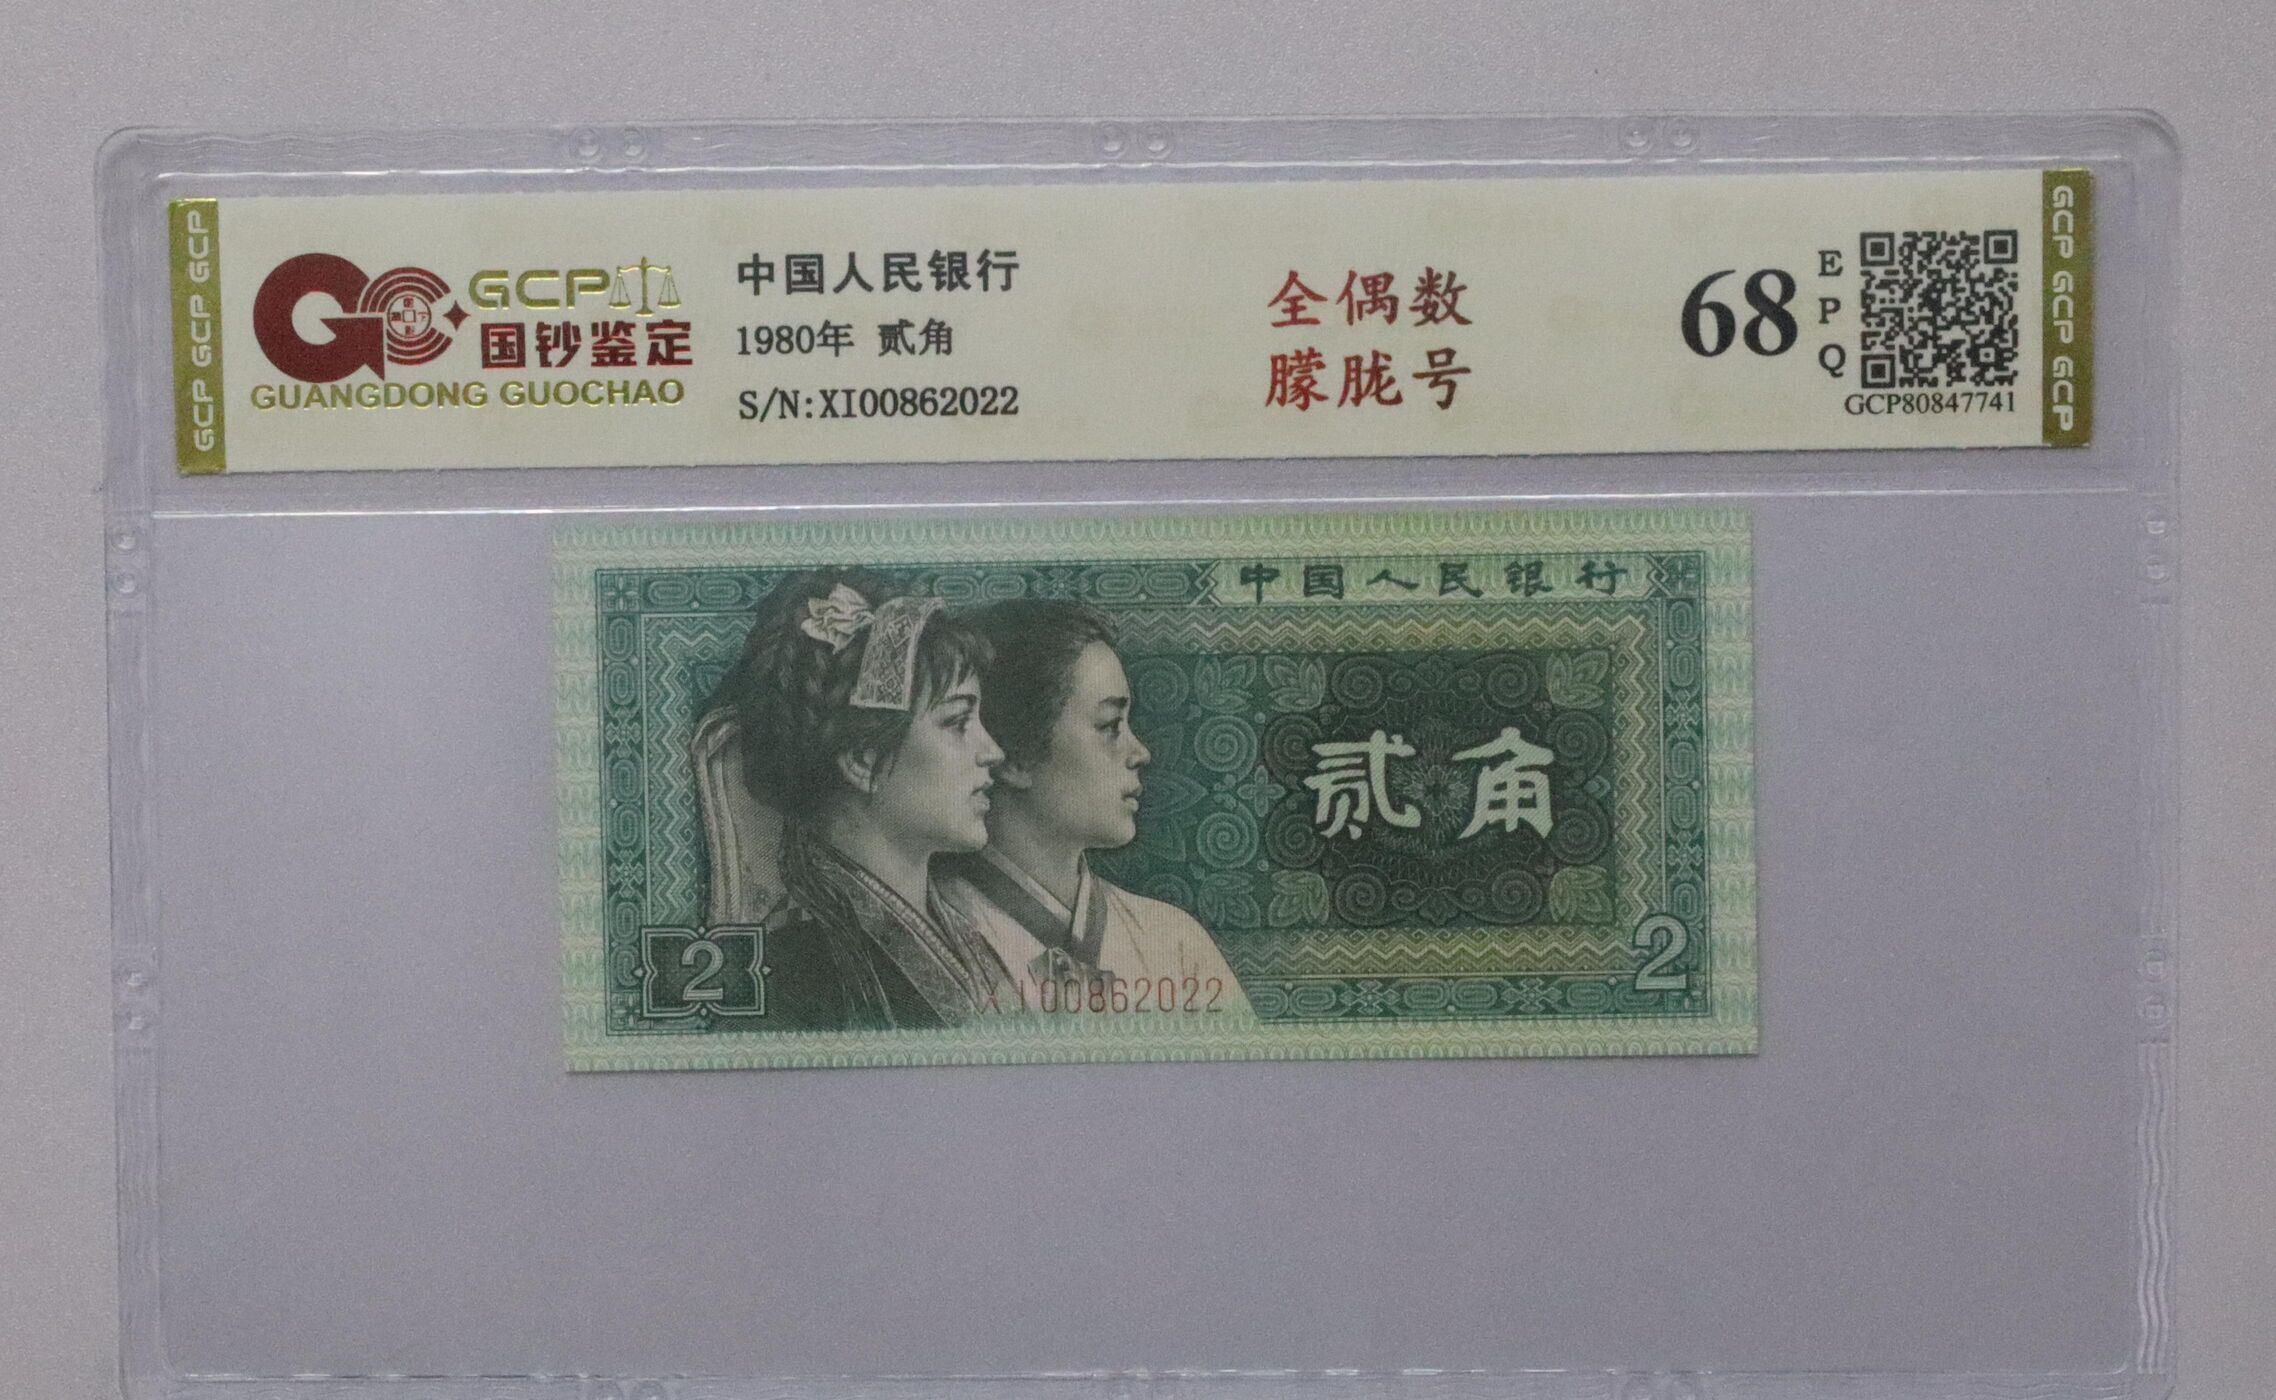 GCP GCP GCP
GCP
国钞鉴定
GUANGDONG GUOCHAO
中国人民银行
1980年 贰角
S/N:XI00862022
全偶数
朦胧号
68
E
P
Q
GCP80847741
GCP GCP GCP
中国人民银行
贰角
2
XI00862022
2